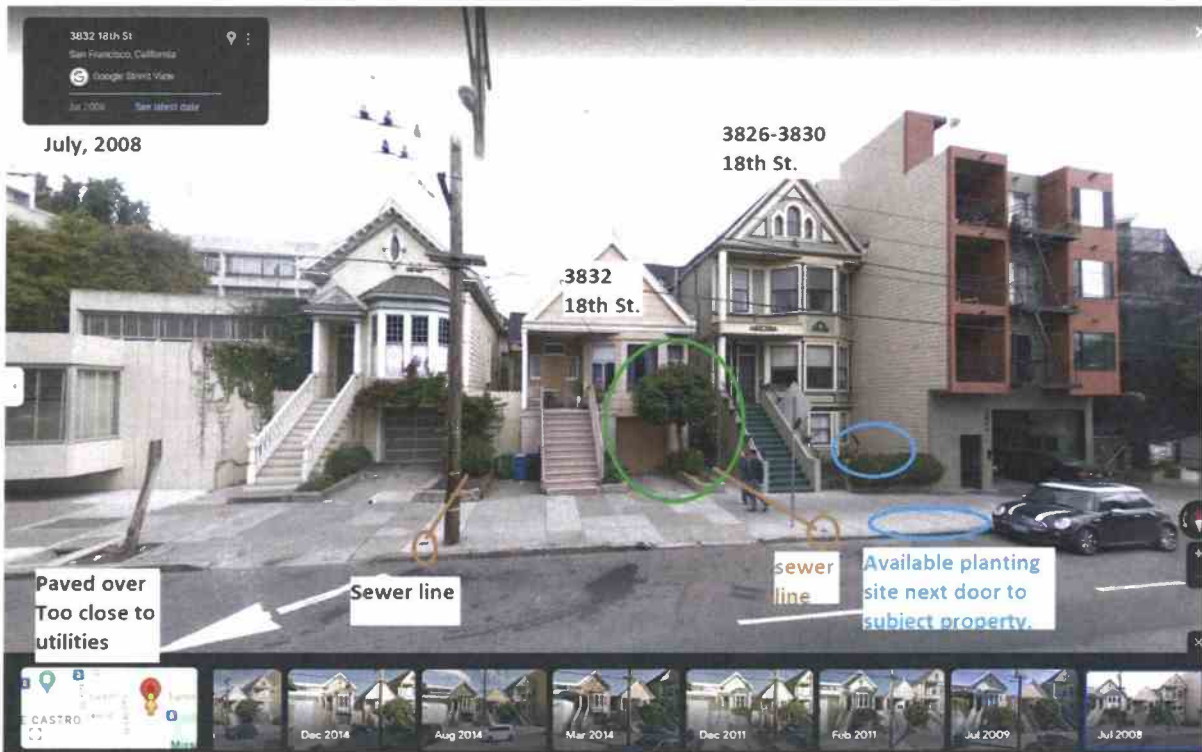 3832 18th St
San Francisco, California
Google Street View
Jul 2008 See latest date
July, 2008
3826-3830
18th St.
3832
18th St.
Paved over
Too close to
utilities
Sewer line
sewer
line
Available planting
site next door to
subject property.
E CASTRO
Dec 2014
Aug 2014
Mar 2014
Dec 2011
Feb 2011
Jul 2009
Jul 2008